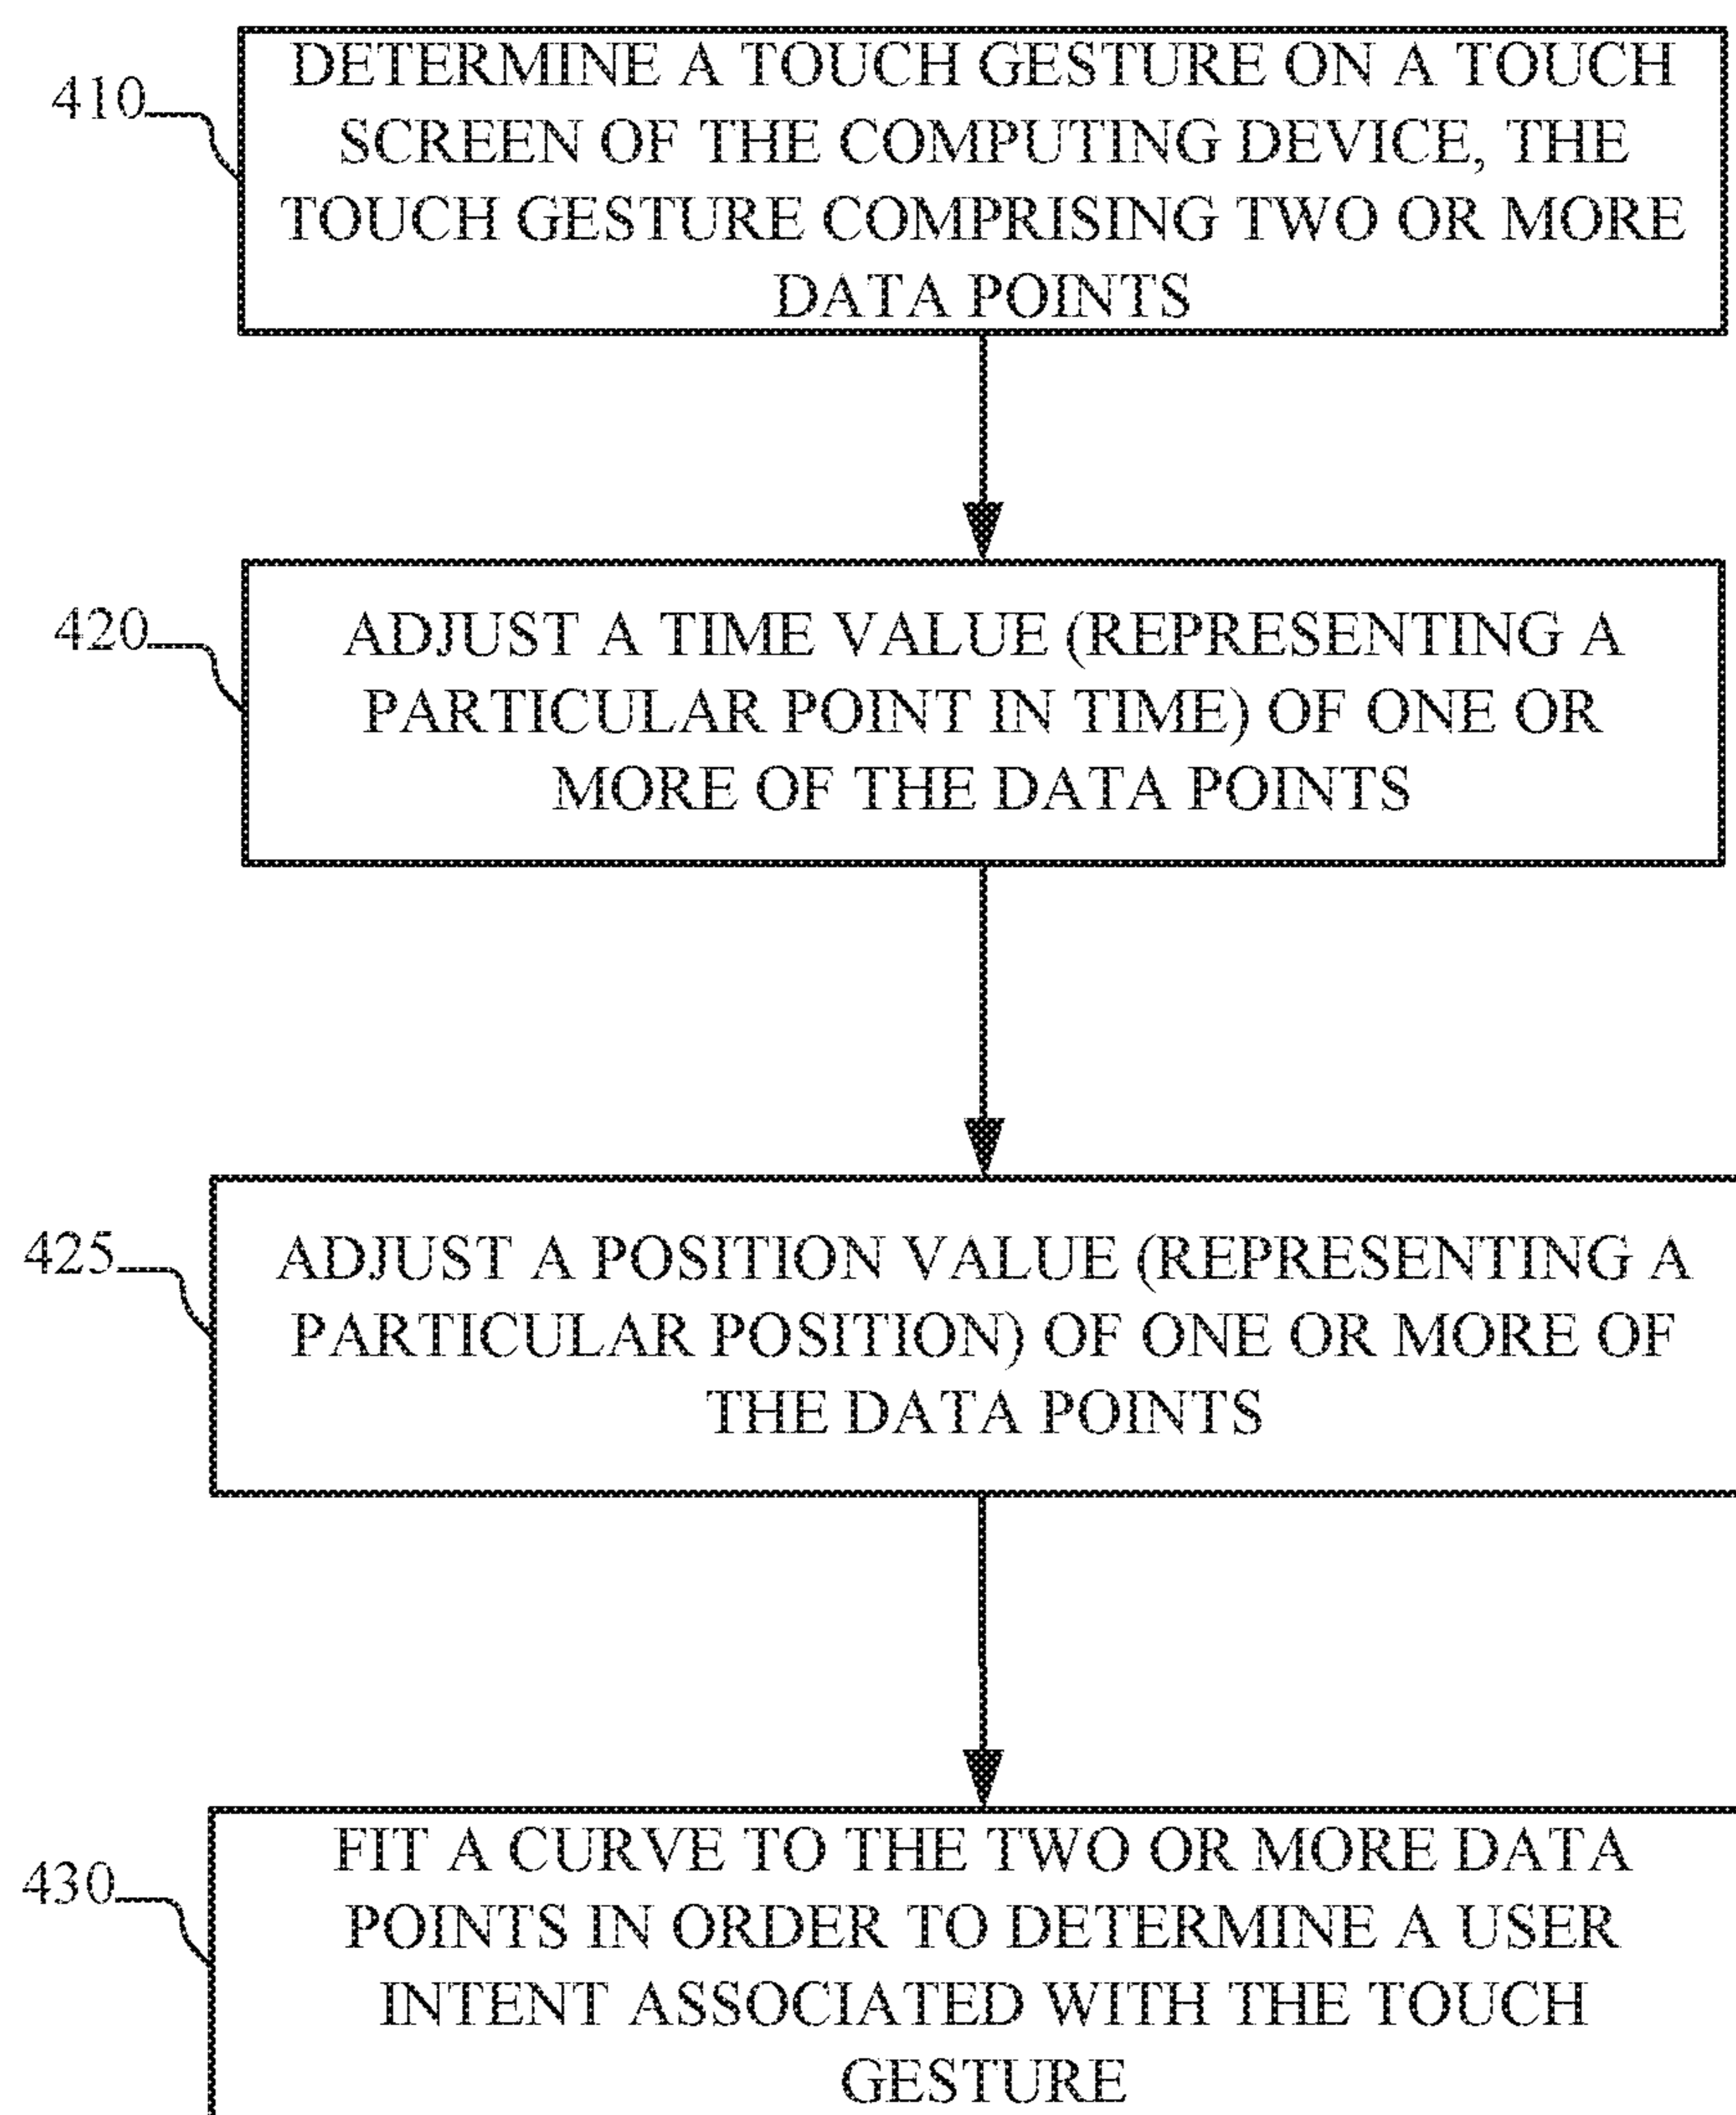 410
DETERMINE A TOUCH GESTURE ON A TOUCH
SCREEN OF THE COMPUTING DEVICE, THE
TOUCH GESTURE COMPRISING TWO OR MORE
DATA POINTS
420
ADJUST A TIME VALUE (REPRESENTING A
PARTICULAR POINT IN TIME) OF ONE OR
MORE OF THE DATA POINTS
425
ADJUST A POSITION VALUE (REPRESENTING A
PARTICULAR POSITION) OF ONE OR MORE OF
THE DATA POINTS
430
FIT A CURVE TO THE TWO OR MORE DATA
POINTS IN ORDER TO DETERMINE A USER
INTENT ASSOCIATED WITH THE TOUCH
GESTURE